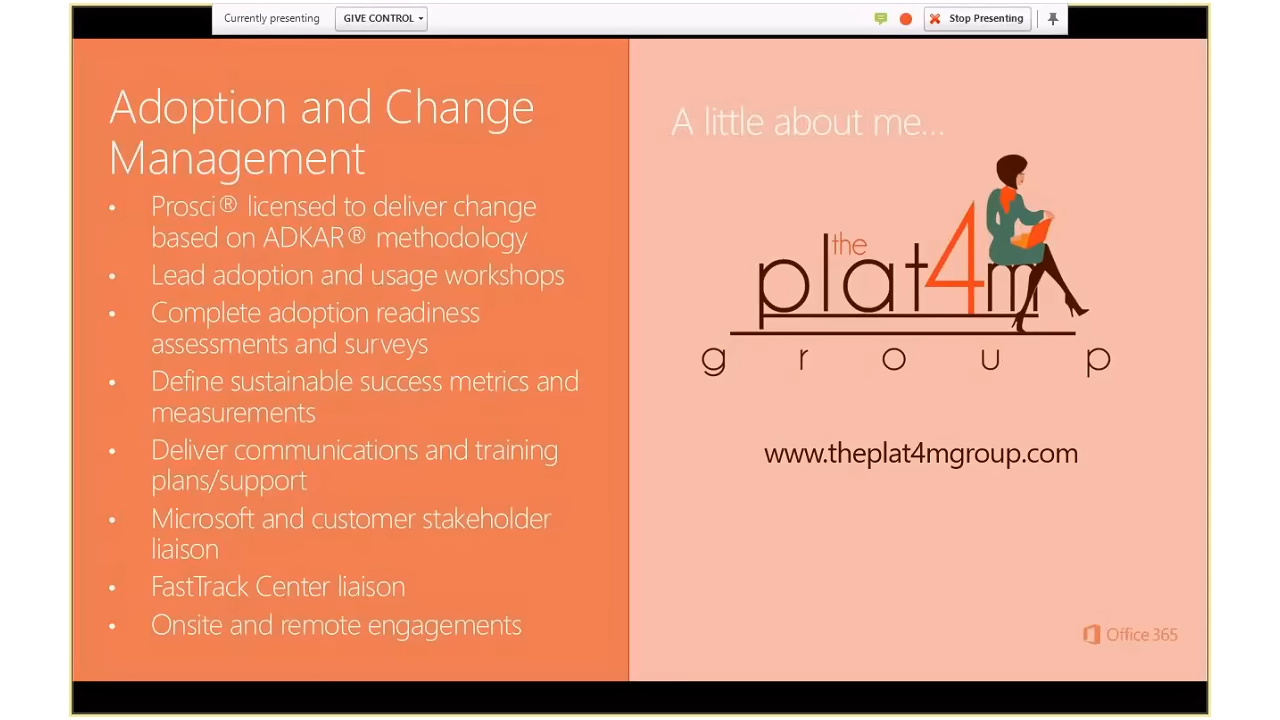 Currently presenting
GIVE CONTROL
Stop Presenting
Adoption and Change
Management
• Prosci® licensed to deliver change
based on ADKAR® methodology
• Lead adoption and usage workshops
• Complete adoption readiness
assessments and surveys
• Define sustainable success metrics and
measurements
• Deliver communications and training
plans/support
• Microsoft and customer stakeholder
liaison
• FastTrack Center liaison
• Onsite and remote engagements
A little about me...
the
plat4m
group
www.theplat4mgroup.com
Office 365